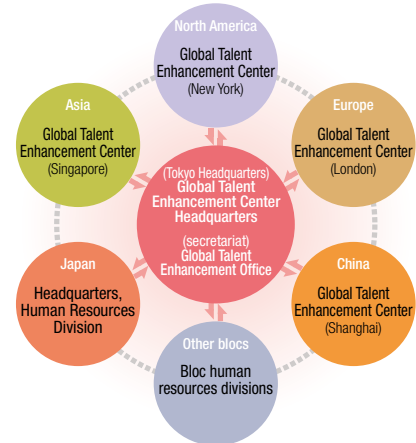 North America
Global Talent
Enhancement Center
(New York)
Asia
Global Talent
Enhancement Center
(Singapore)
Europe
Global Talent
Enhancement Center
(London)
(Tokyo Headquarters)
Global Talent
Enhancement Center
Headquarters
(secretariat)
Global Talent
Enhancement Office
Japan
Headquarters,
Human Resources
Division
China
Global Talent
Enhancement Center
(Shanghai)
Other blocs
Bloc human
resources divisions